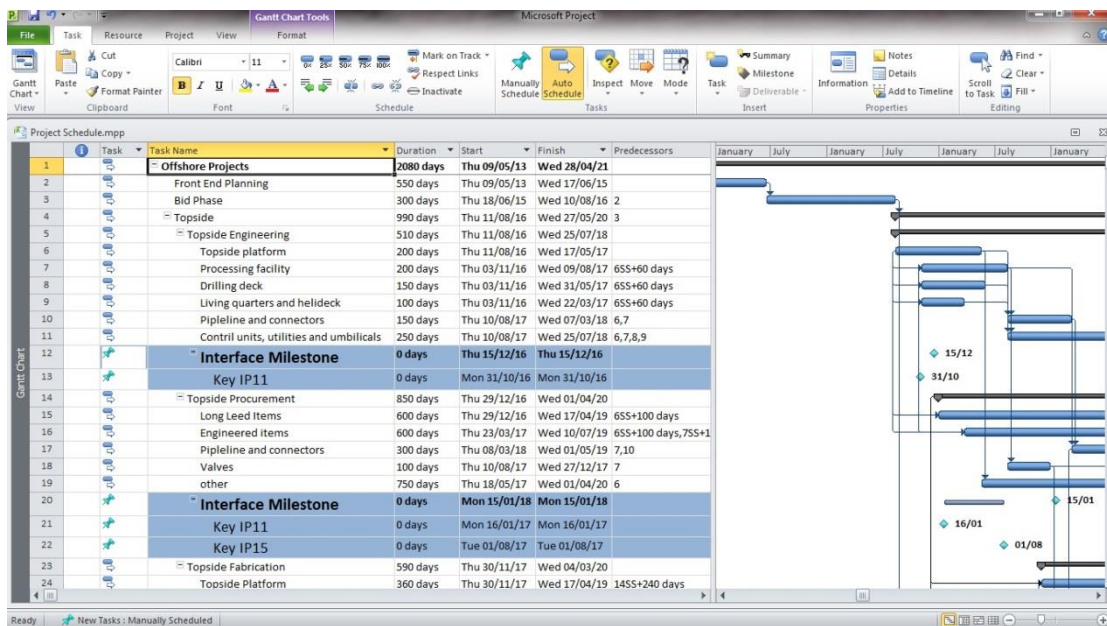 Gantt Chart Tools
Microsoft Project
File Task Resource Project View Format
Gantt Chart
View
Paste
Cut
Copy
Format Painter
Clipboard
Calibri 11
B I U A
Font
0% 25% 50% 75% 100%
Mark on Track
Respect Links
Inactivate
Schedule
Manually Schedule
Auto Schedule
Inspect
Move
Mode
Tasks
Task
Summary
Milestone
Deliverable
Insert
Information
Notes
Details
Add to Timeline
Properties
Scroll to Task
Find
Clear
Fill
Editing
Project Schedule.mpp
Task Task Name Duration Start Finish Predecessors January July January July January July January
1 Offshore Projects 2080 days Thu 09/05/13 Wed 28/04/21
2 Front End Planning 550 days Thu 09/05/13 Wed 17/06/15
3 Bid Phase 300 days Thu 18/06/15 Wed 10/08/16 2
4 Topside 990 days Thu 11/08/16 Wed 27/05/20 3
5 Topside Engineering 510 days Thu 11/08/16 Wed 25/07/18
6 Topside platform 200 days Thu 11/08/16 Wed 17/05/17
7 Processing facility 200 days Thu 03/11/16 Wed 09/08/17 6SS+60 days
8 Drilling deck 150 days Thu 03/11/16 Wed 31/05/17 6SS+60 days
9 Living quarters and helideck 100 days Thu 03/11/16 Wed 22/03/17 6SS+60 days
10 Pipleline and connectors 150 days Thu 10/08/17 Wed 07/03/18 6,7
11 Contril units, utilities and umbilicals 250 days Thu 10/08/17 Wed 25/07/18 6,7,8,9
12 Interface Milestone 0 days Thu 15/12/16 Thu 15/12/16 15/12
13 Key IP11 0 days Mon 31/10/16 Mon 31/10/16 31/10
14 Topside Procurement 850 days Thu 29/12/16 Wed 01/04/20
15 Long Leed Items 600 days Thu 29/12/16 Wed 17/04/19 6SS+100 days
16 Engineered items 600 days Thu 23/03/17 Wed 10/07/19 6SS+100 days,7SS+1
17 Pipleline and connectors 300 days Thu 08/03/18 Wed 01/05/19 7,10
18 Valves 100 days Thu 10/08/17 Wed 27/12/17 7
19 other 750 days Thu 18/05/17 Wed 01/04/20 6
20 Interface Milestone 0 days Mon 15/01/18 Mon 15/01/18 15/01
21 Key IP11 0 days Mon 16/01/17 Mon 16/01/17 16/01
22 Key IP15 0 days Tue 01/08/17 Tue 01/08/17 01/08
23 Topside Fabrication 590 days Thu 30/11/17 Wed 04/03/20
24 Topside Platform 360 days Thu 30/11/17 Wed 17/04/19 14SS+240 days
Gantt Chart
Ready New Tasks : Manually Scheduled